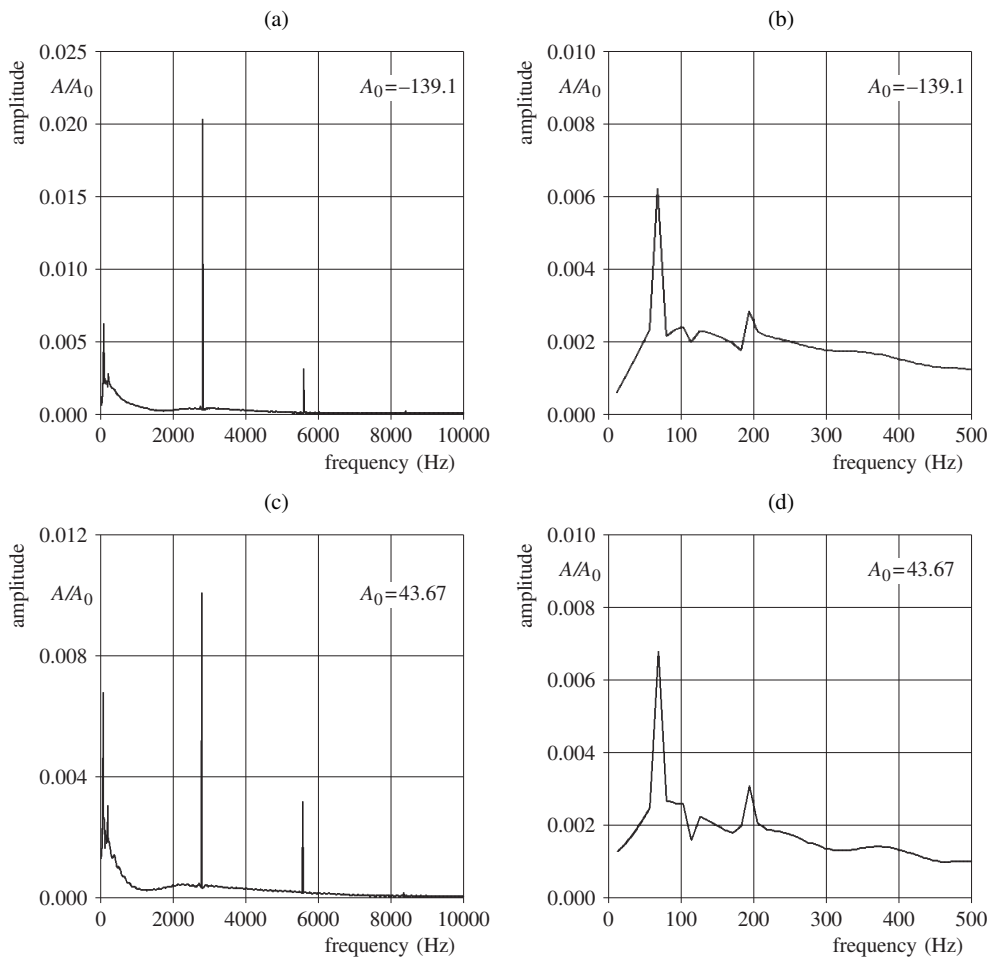 (a)
amplitude
0.025
A/A0
A0=–139.1
0.020
0.015
0.010
0.005
0.000
0 2000 4000 6000 8000 10000
frequency (Hz)
(b)
amplitude
0.010
A/A0
A0=–139.1
0.008
0.006
0.004
0.002
0.000
0 100 200 300 400 500
frequency (Hz)
(c)
amplitude
0.012
A/A0
A0=43.67
0.008
0.004
0.000
0 2000 4000 6000 8000 10000
frequency (Hz)
(d)
amplitude
0.010
A/A0
A0=43.67
0.008
0.006
0.004
0.002
0.000
0 100 200 300 400 500
frequency (Hz)